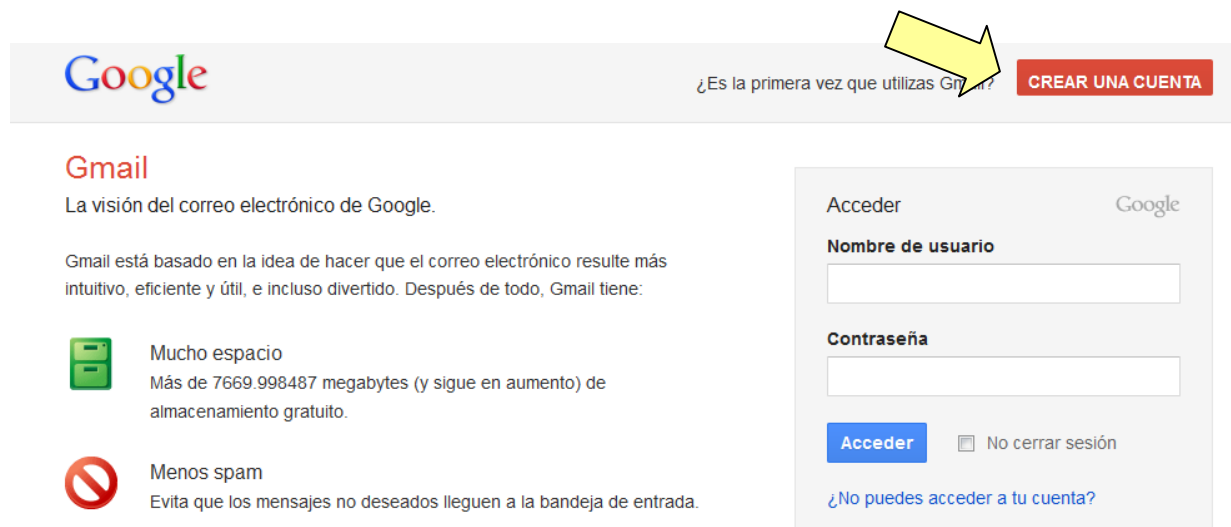 Google
¿Es la primera vez que utilizas Gmail?
CREAR UNA CUENTA
Gmail
La visión del correo electrónico de Google.
Gmail está basado en la idea de hacer que el correo electrónico resulte más
intuitivo, eficiente y útil, e incluso divertido. Después de todo, Gmail tiene:
Mucho espacio
Más de 7669.998487 megabytes (y sigue en aumento) de
almacenamiento gratuito.
Menos spam
Evita que los mensajes no deseados lleguen a la bandeja de entrada.
Acceder
Google
Nombre de usuario
Contraseña
Acceder
No cerrar sesión
¿No puedes acceder a tu cuenta?